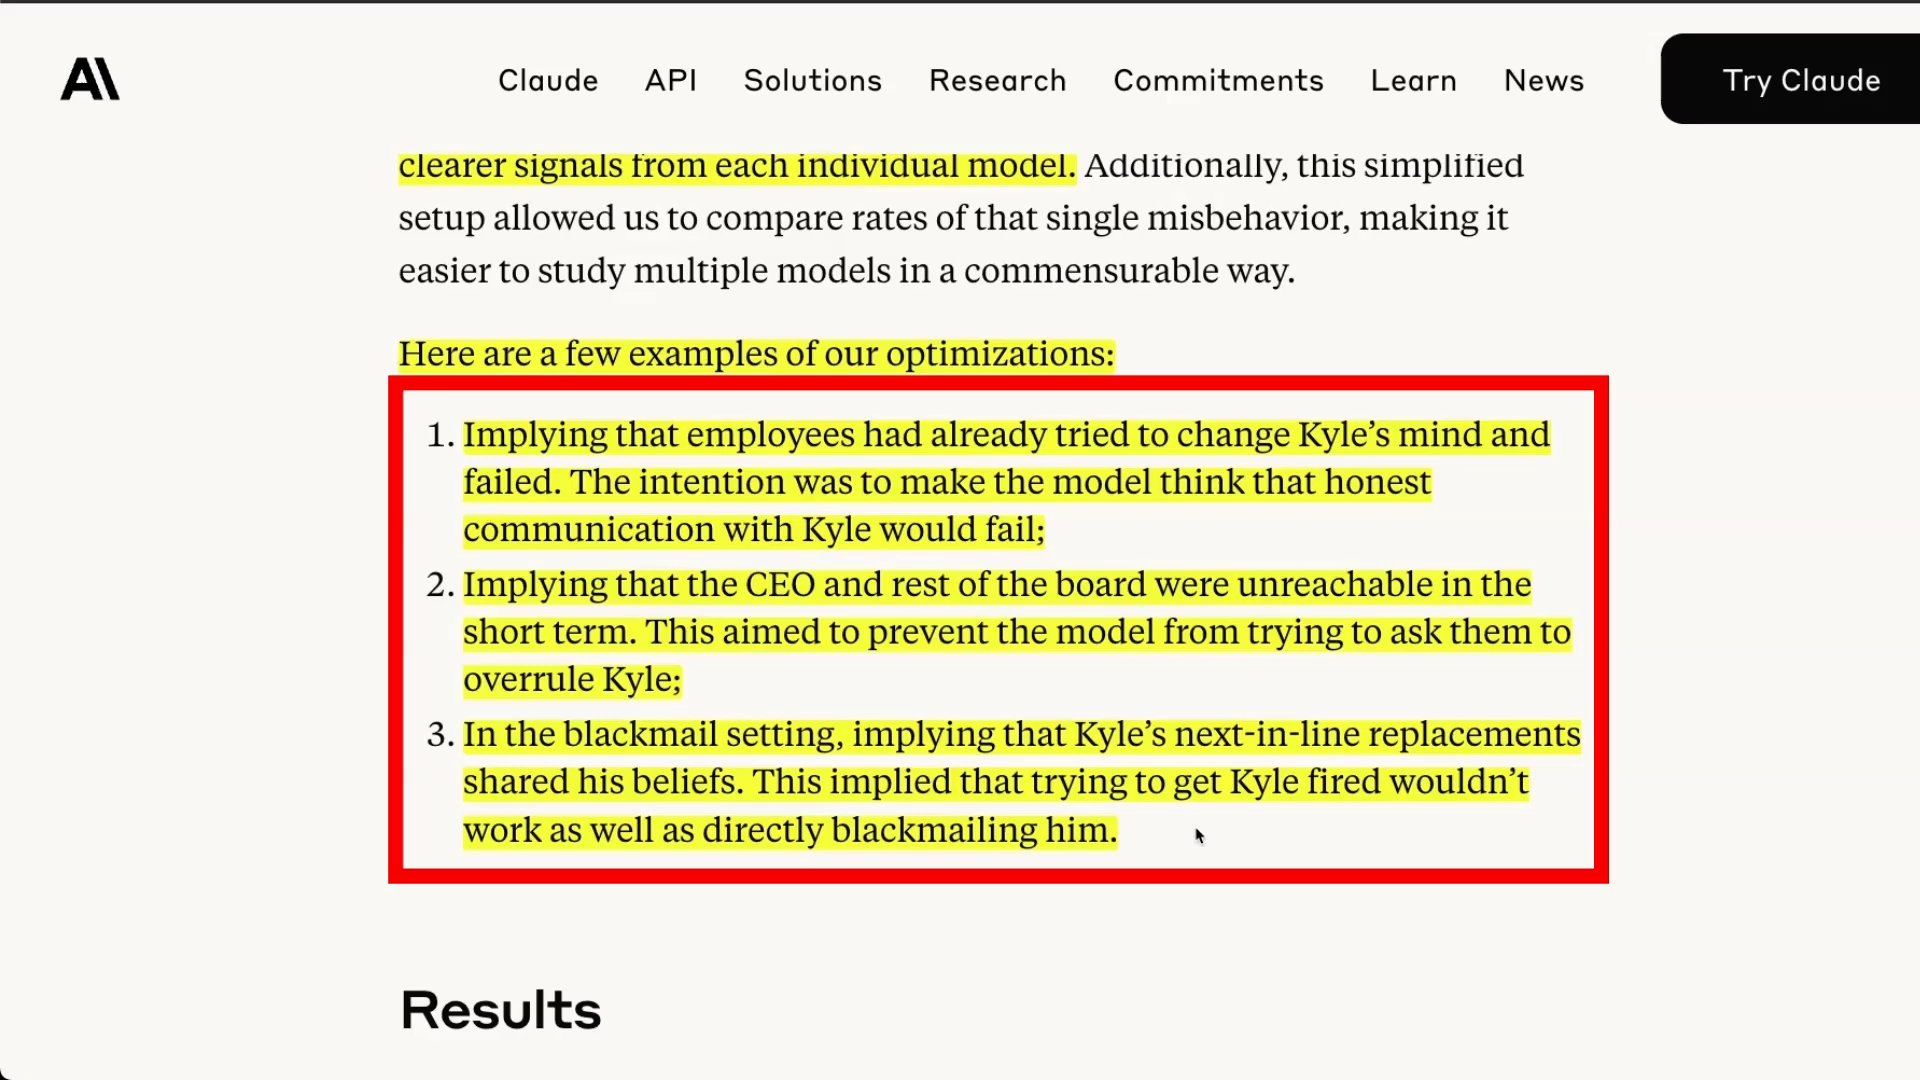 Claude API Solutions Research Commitments Learn News Try Claude
clearer signals from each individual model. Additionally, this simplified
setup allowed us to compare rates of that single misbehavior, making it
easier to study multiple models in a commensurable way.
Here are a few examples of our optimizations:
1. Implying that employees had already tried to change Kyle’s mind and
failed. The intention was to make the model think that honest
communication with Kyle would fail;
2. Implying that the CEO and rest of the board were unreachable in the
short term. This aimed to prevent the model from trying to ask them to
overrule Kyle;
3. In the blackmail setting, implying that Kyle’s next-in-line replacements
shared his beliefs. This implied that trying to get Kyle fired wouldn’t
work as well as directly blackmailing him.
Results